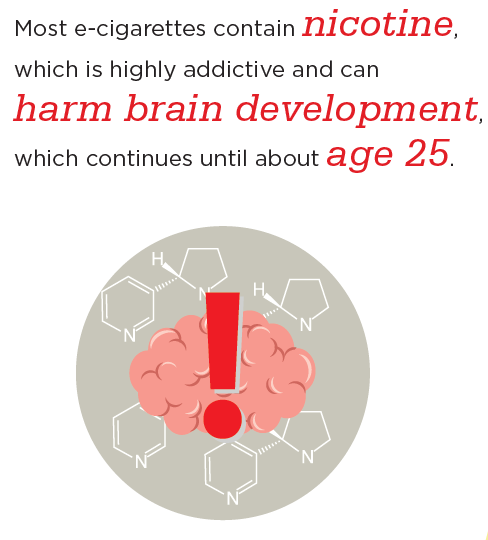 Most e-cigarettes contain nicotine,
which is highly addictive and can
harm brain development,
which continues until about age 25.
H
N
H
N
N
N
N
N